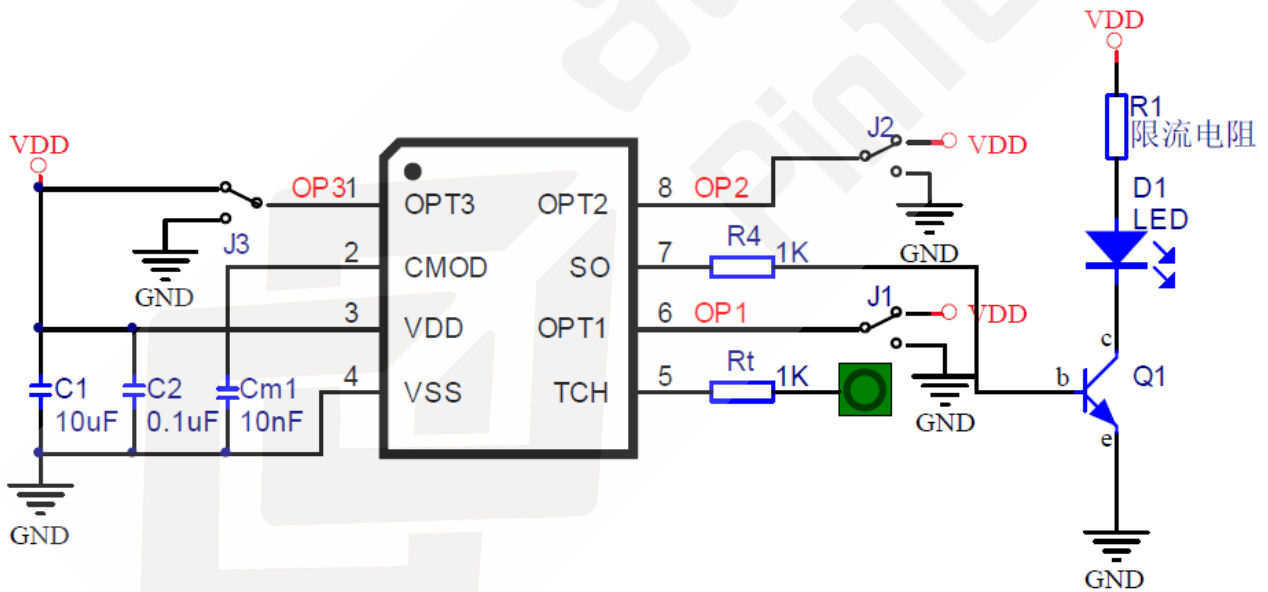 VDD
R1
限流电阻
D1
LED
c
b
Q1
e
GND
VDD
OP3
1
J3
GND
2
3
4
C1
10uF
C2
0.1uF
Cm1
10nF
GND
OPT3
CMOD
VDD
VSS
OPT2
SO
OPT1
TCH
8
OP2
J2
VDD
GND
7
R4
1K
6
OP1
J1
VDD
GND
5
Rt
1K